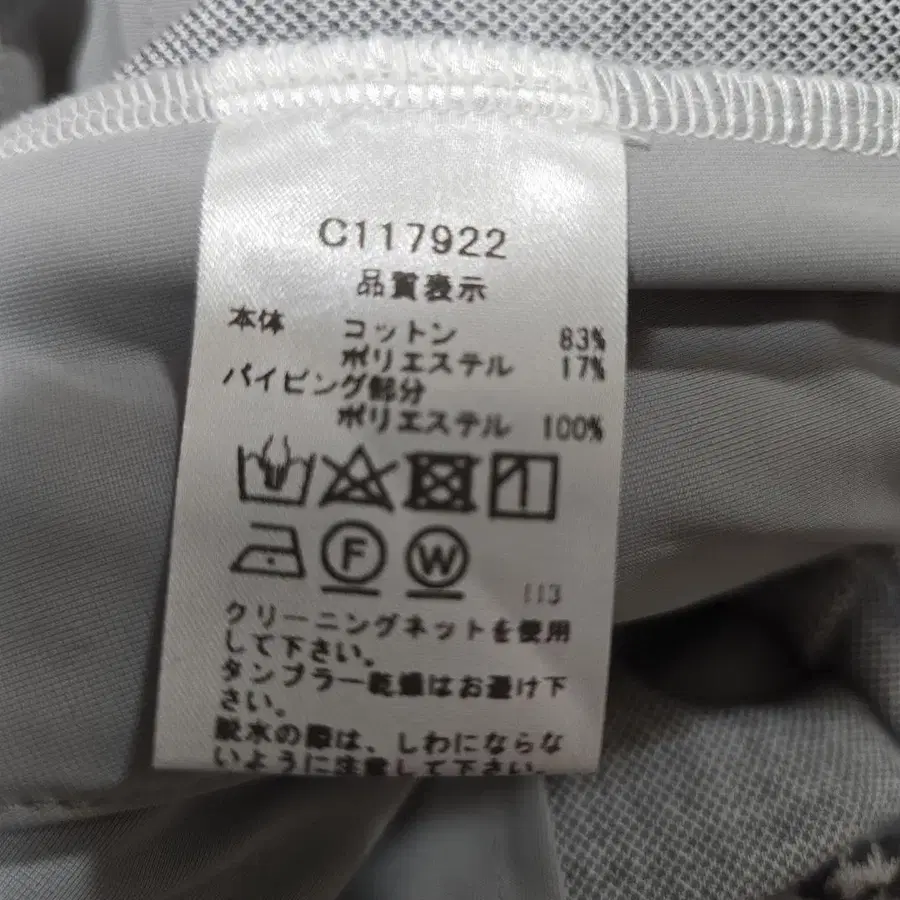 C117922
品質表示
本体 コットン 83%
ポリエステル 17%
パイピング部分
ポリエステル 100%
F W
113
クリーニングネットを使用
して下さい。
タンブラー乾燥はお避け下
さい。
脱水の際は、しわにならな
いように注意して下さい。